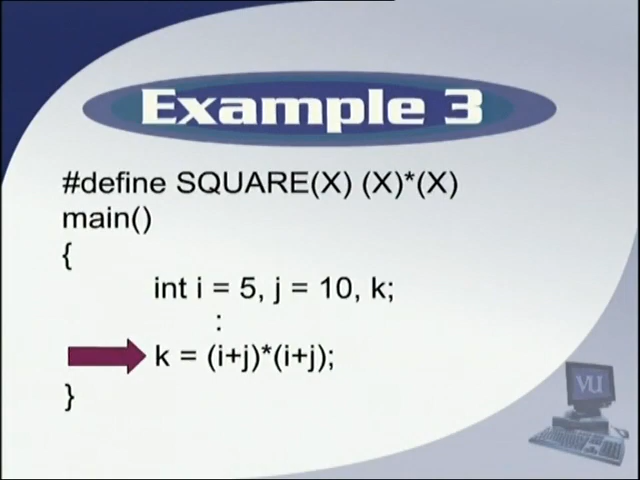 Example 3
#define SQUARE(X) (X)*(X)
main()
{
int i = 5, j = 10, k;
:
k = (i+j)*(i+j);
}
VU